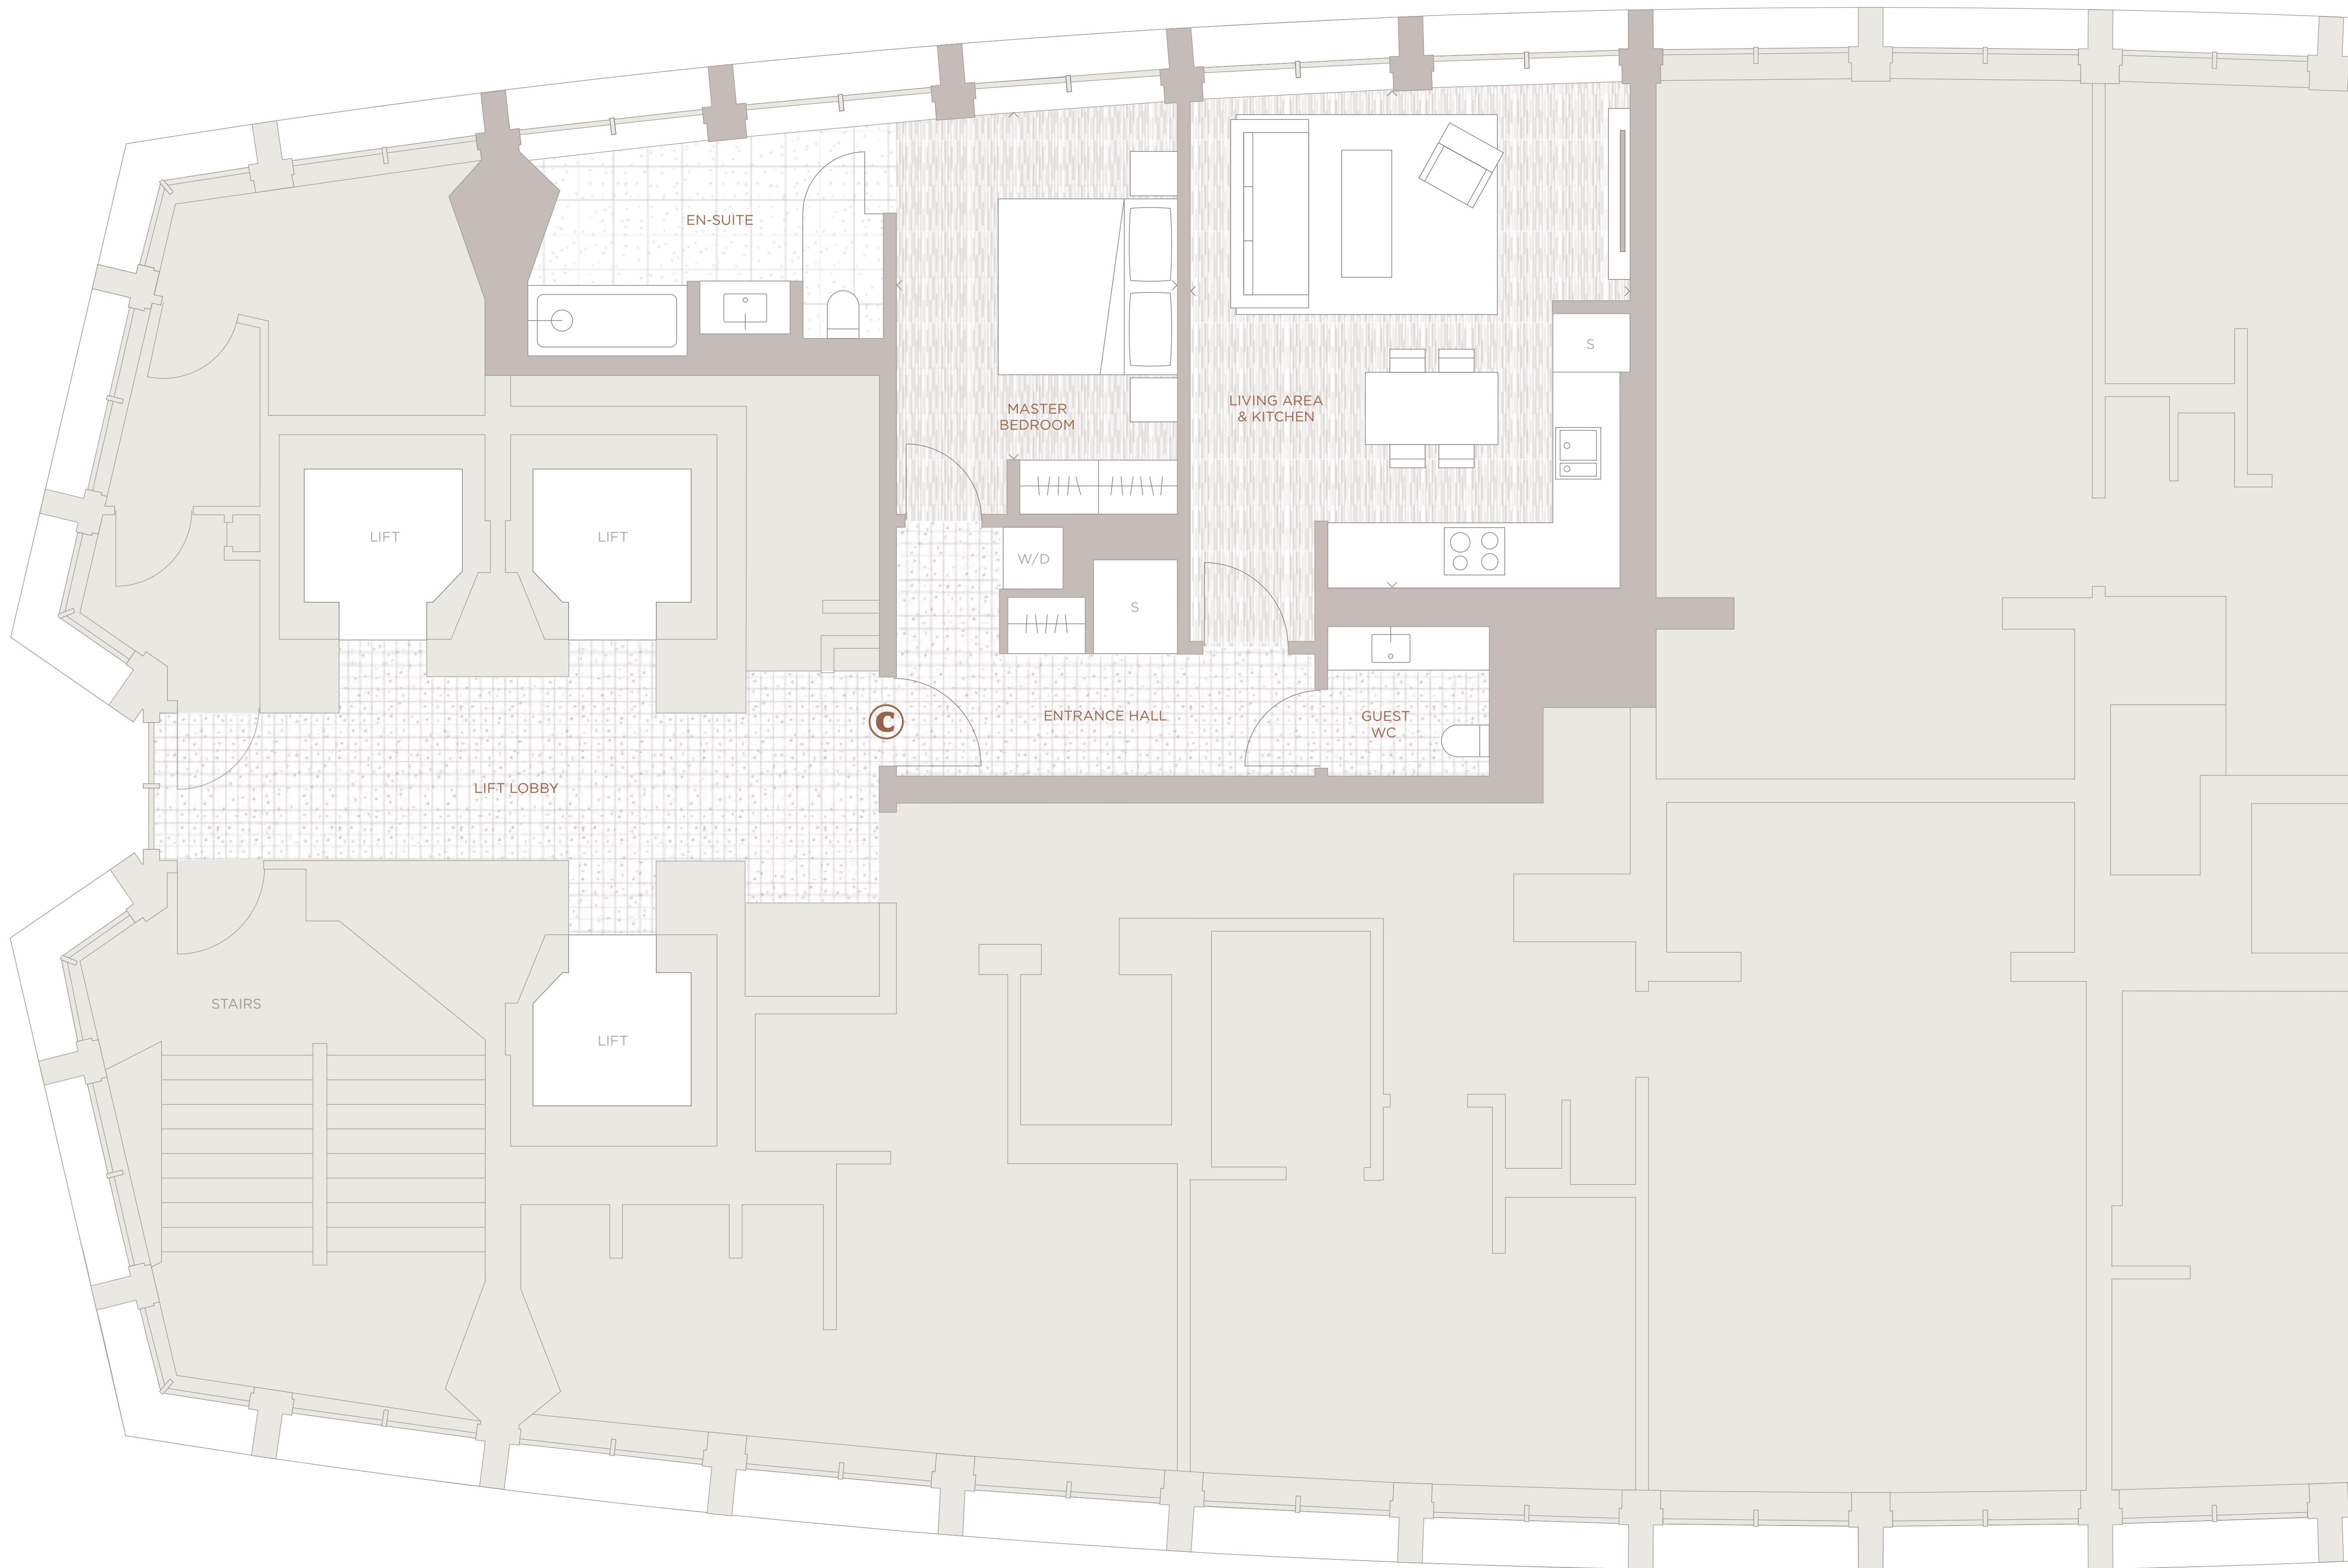 EN-SUITE
MASTER
BEDROOM
LIVING AREA
& KITCHEN
S
LIFT
LIFT
W/D
S
C
ENTRANCE HALL
GUEST
WC
LIFT LOBBY
STAIRS
LIFT